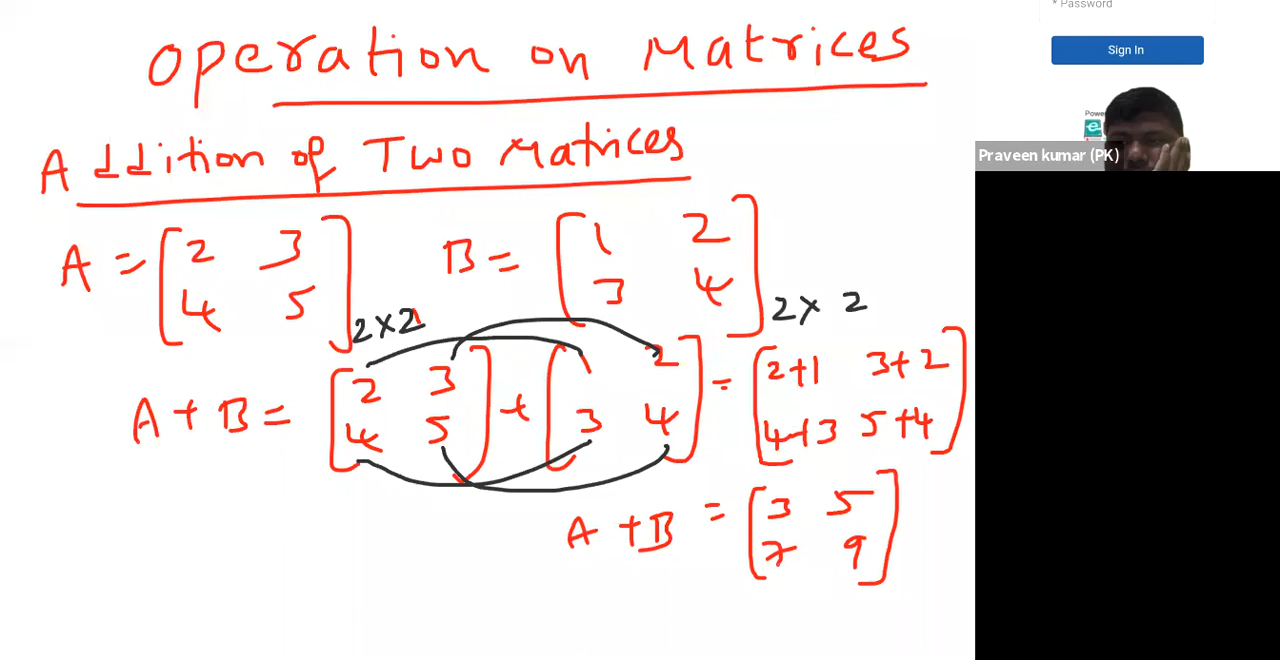 * Password
Sign In
Powe
Praveen kumar (PK)
Operation on Matrices
Addition of Two Matrices
A = [2 3
4 5] 2×2
B = [1 2
3 4] 2×2
A + B = [2 3
4 5] + [1 2
3 4] = [2+1 3+2
4+3 5+4]
A + B = [3 5
7 9]